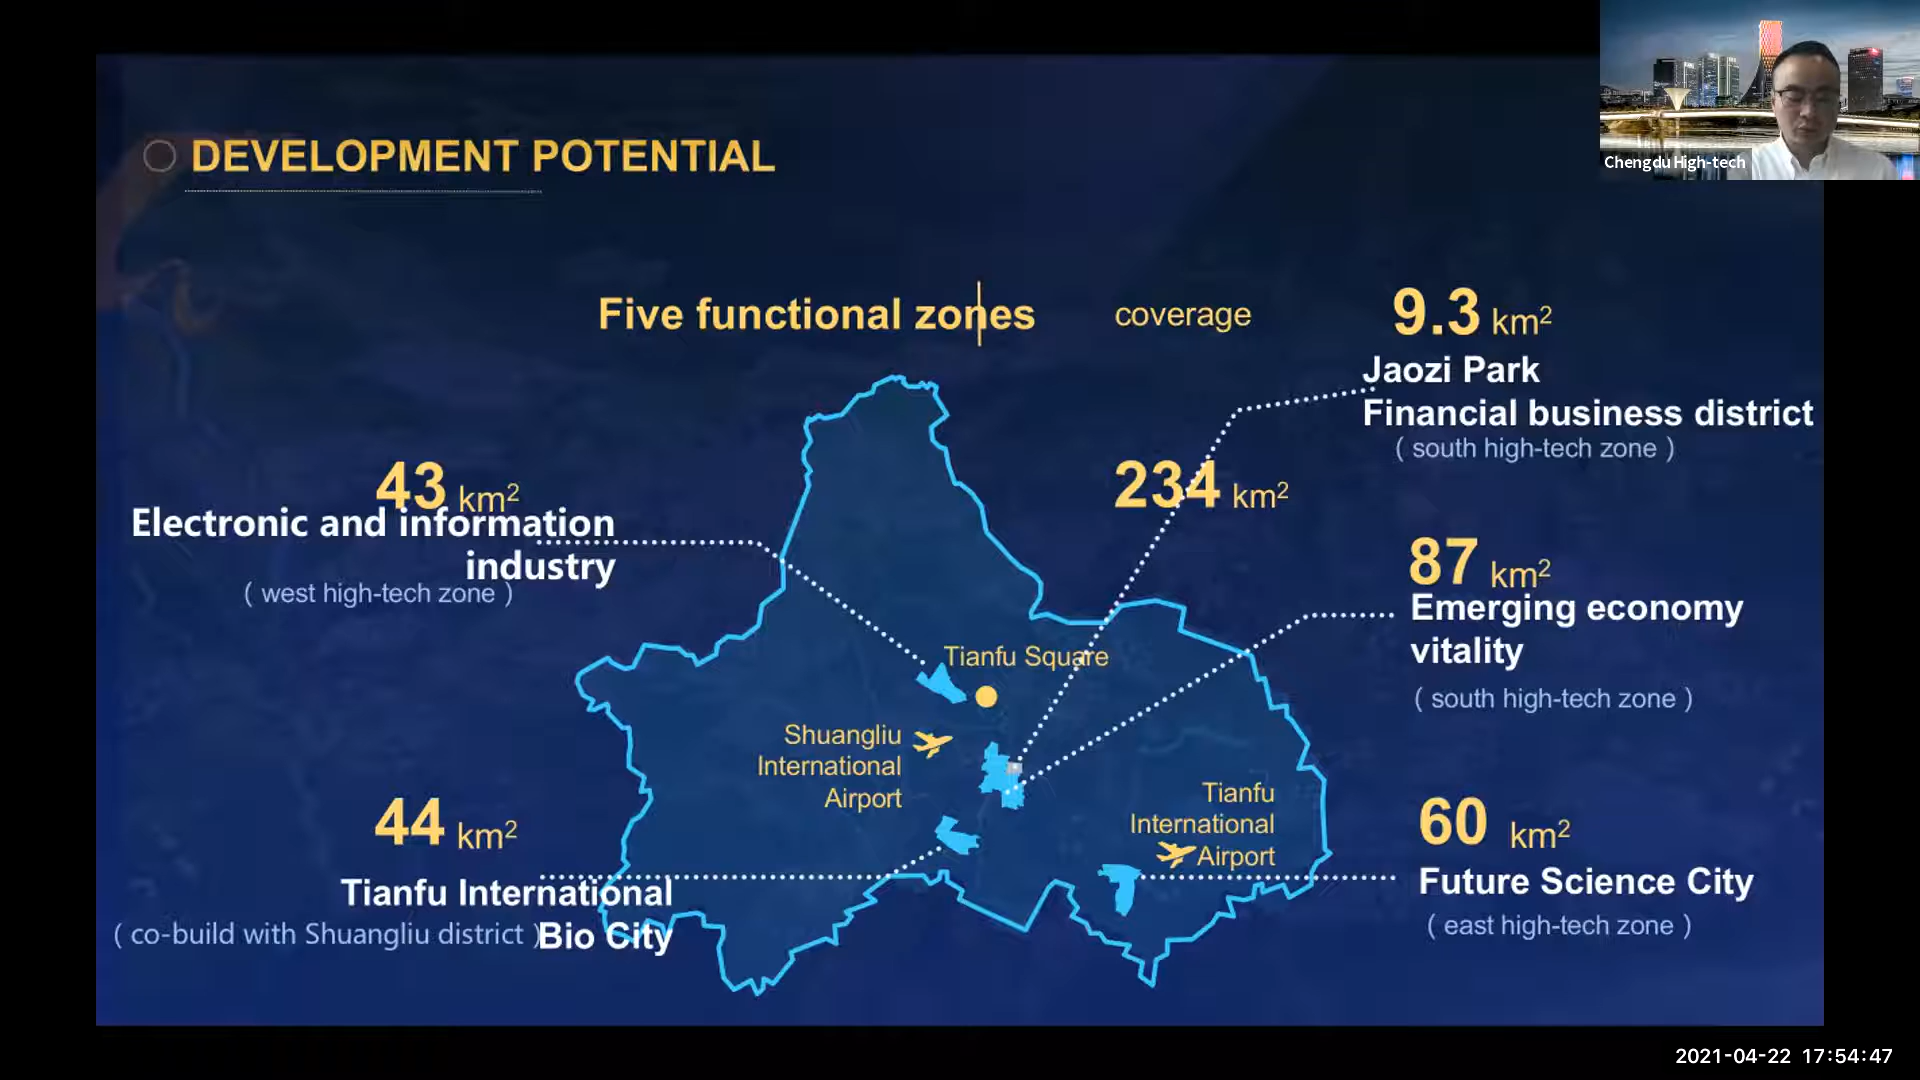 Chengdu High-tech
DEVELOPMENT POTENTIAL
Five functional zones
coverage
234 km²
9.3 km²
Jaozi Park
Financial business district
( south high-tech zone )
43 km²
Electronic and information
industry
( west high-tech zone )
87 km²
Emerging economy
vitality
( south high-tech zone )
Tianfu Square
Shuangliu
International
Airport
Tianfu
International
Airport
44 km²
Tianfu International
Bio City
( co-build with Shuangliu district )
60 km²
Future Science City
( east high-tech zone )
2021-04-22 17:54:47